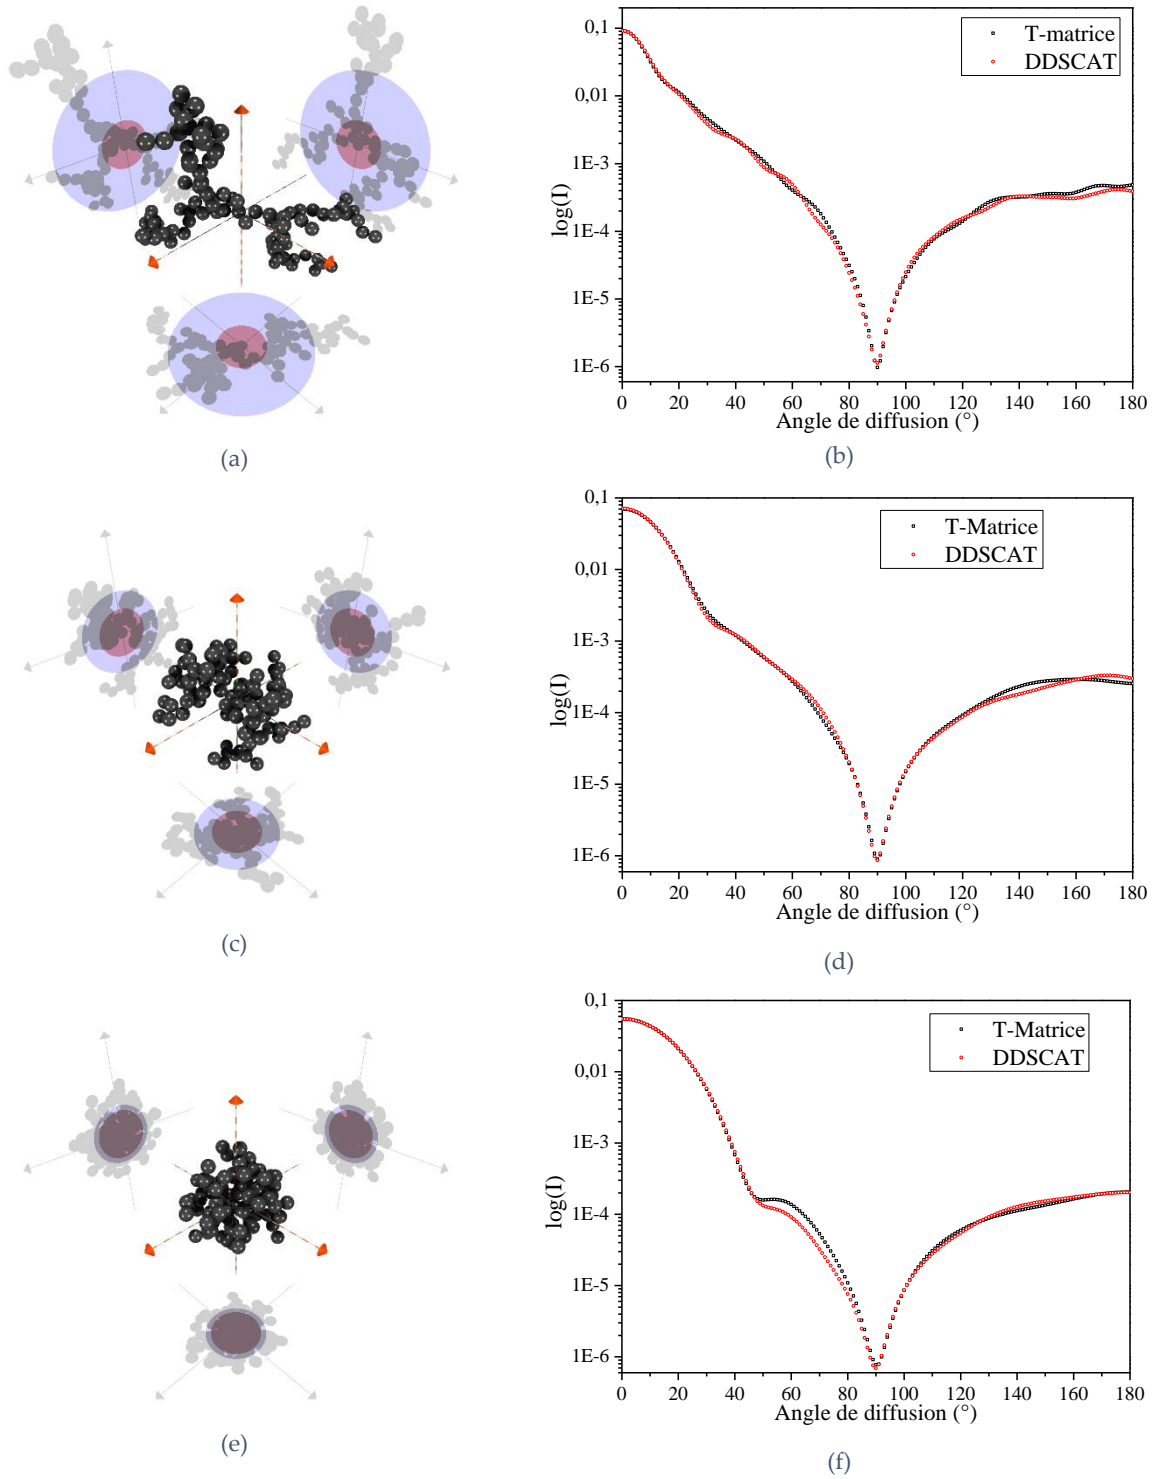 0,1
0,01
1E-3
1E-4
1E-5
1E-6
log(I)
T-matrice
DDSCAT
0 20 40 60 80 100 120 140 160 180
Angle de diffusion (°)
(a)
(b)
0,1
0,01
1E-3
1E-4
1E-5
1E-6
log(I)
T-Matrice
DDSCAT
0 20 40 60 80 100 120 140 160 180
Angle de diffusion (°)
(c)
(d)
0,1
0,01
1E-3
1E-4
1E-5
1E-6
log(I)
T-Matrice
DDSCAT
0 20 40 60 80 100 120 140 160 180
Angle de diffusion (°)
(e)
(f)